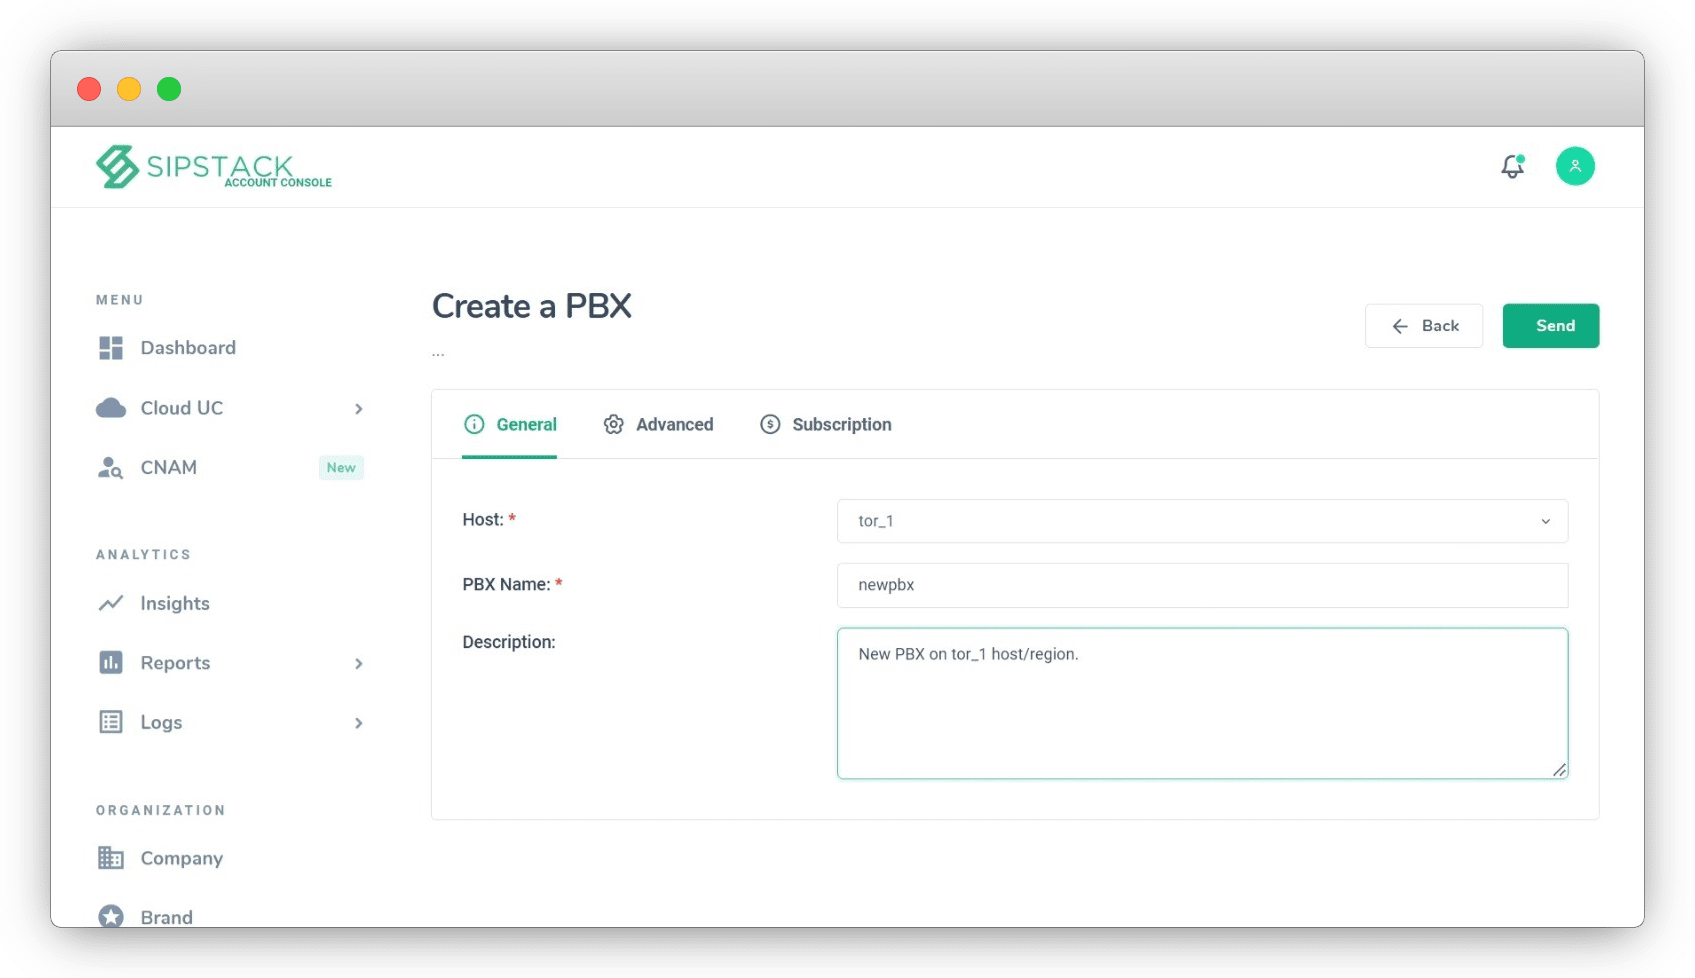 SIPSTACK
ACCOUNT CONSOLE
MENU
Dashboard
Cloud UC
CNAM New
ANALYTICS
Insights
Reports
Logs
ORGANIZATION
Company
Brand
Create a PBX
...
Back
Send
General Advanced Subscription
Host: * tor_1
PBX Name: * newpbx
Description: New PBX on tor_1 host/region.